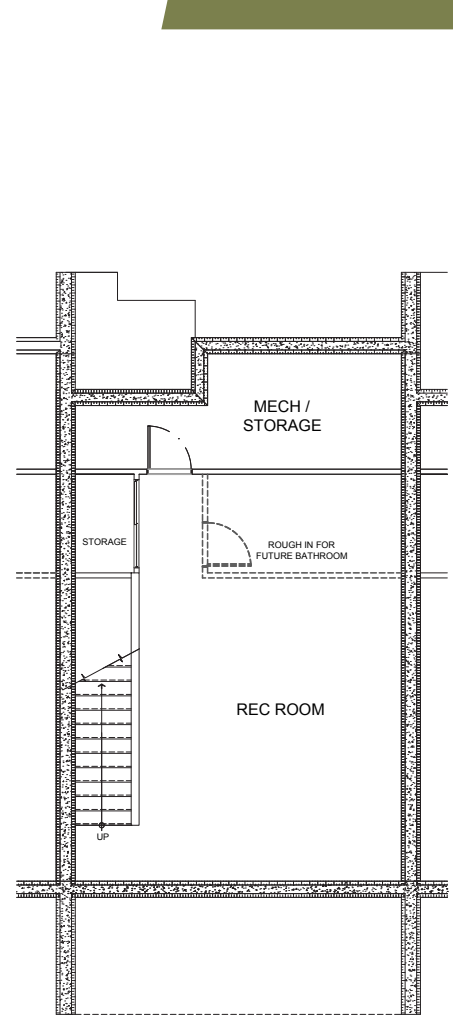 MECH /
STORAGE
STORAGE
ROUGH IN FOR
FUTURE BATHROOM
REC ROOM
UP